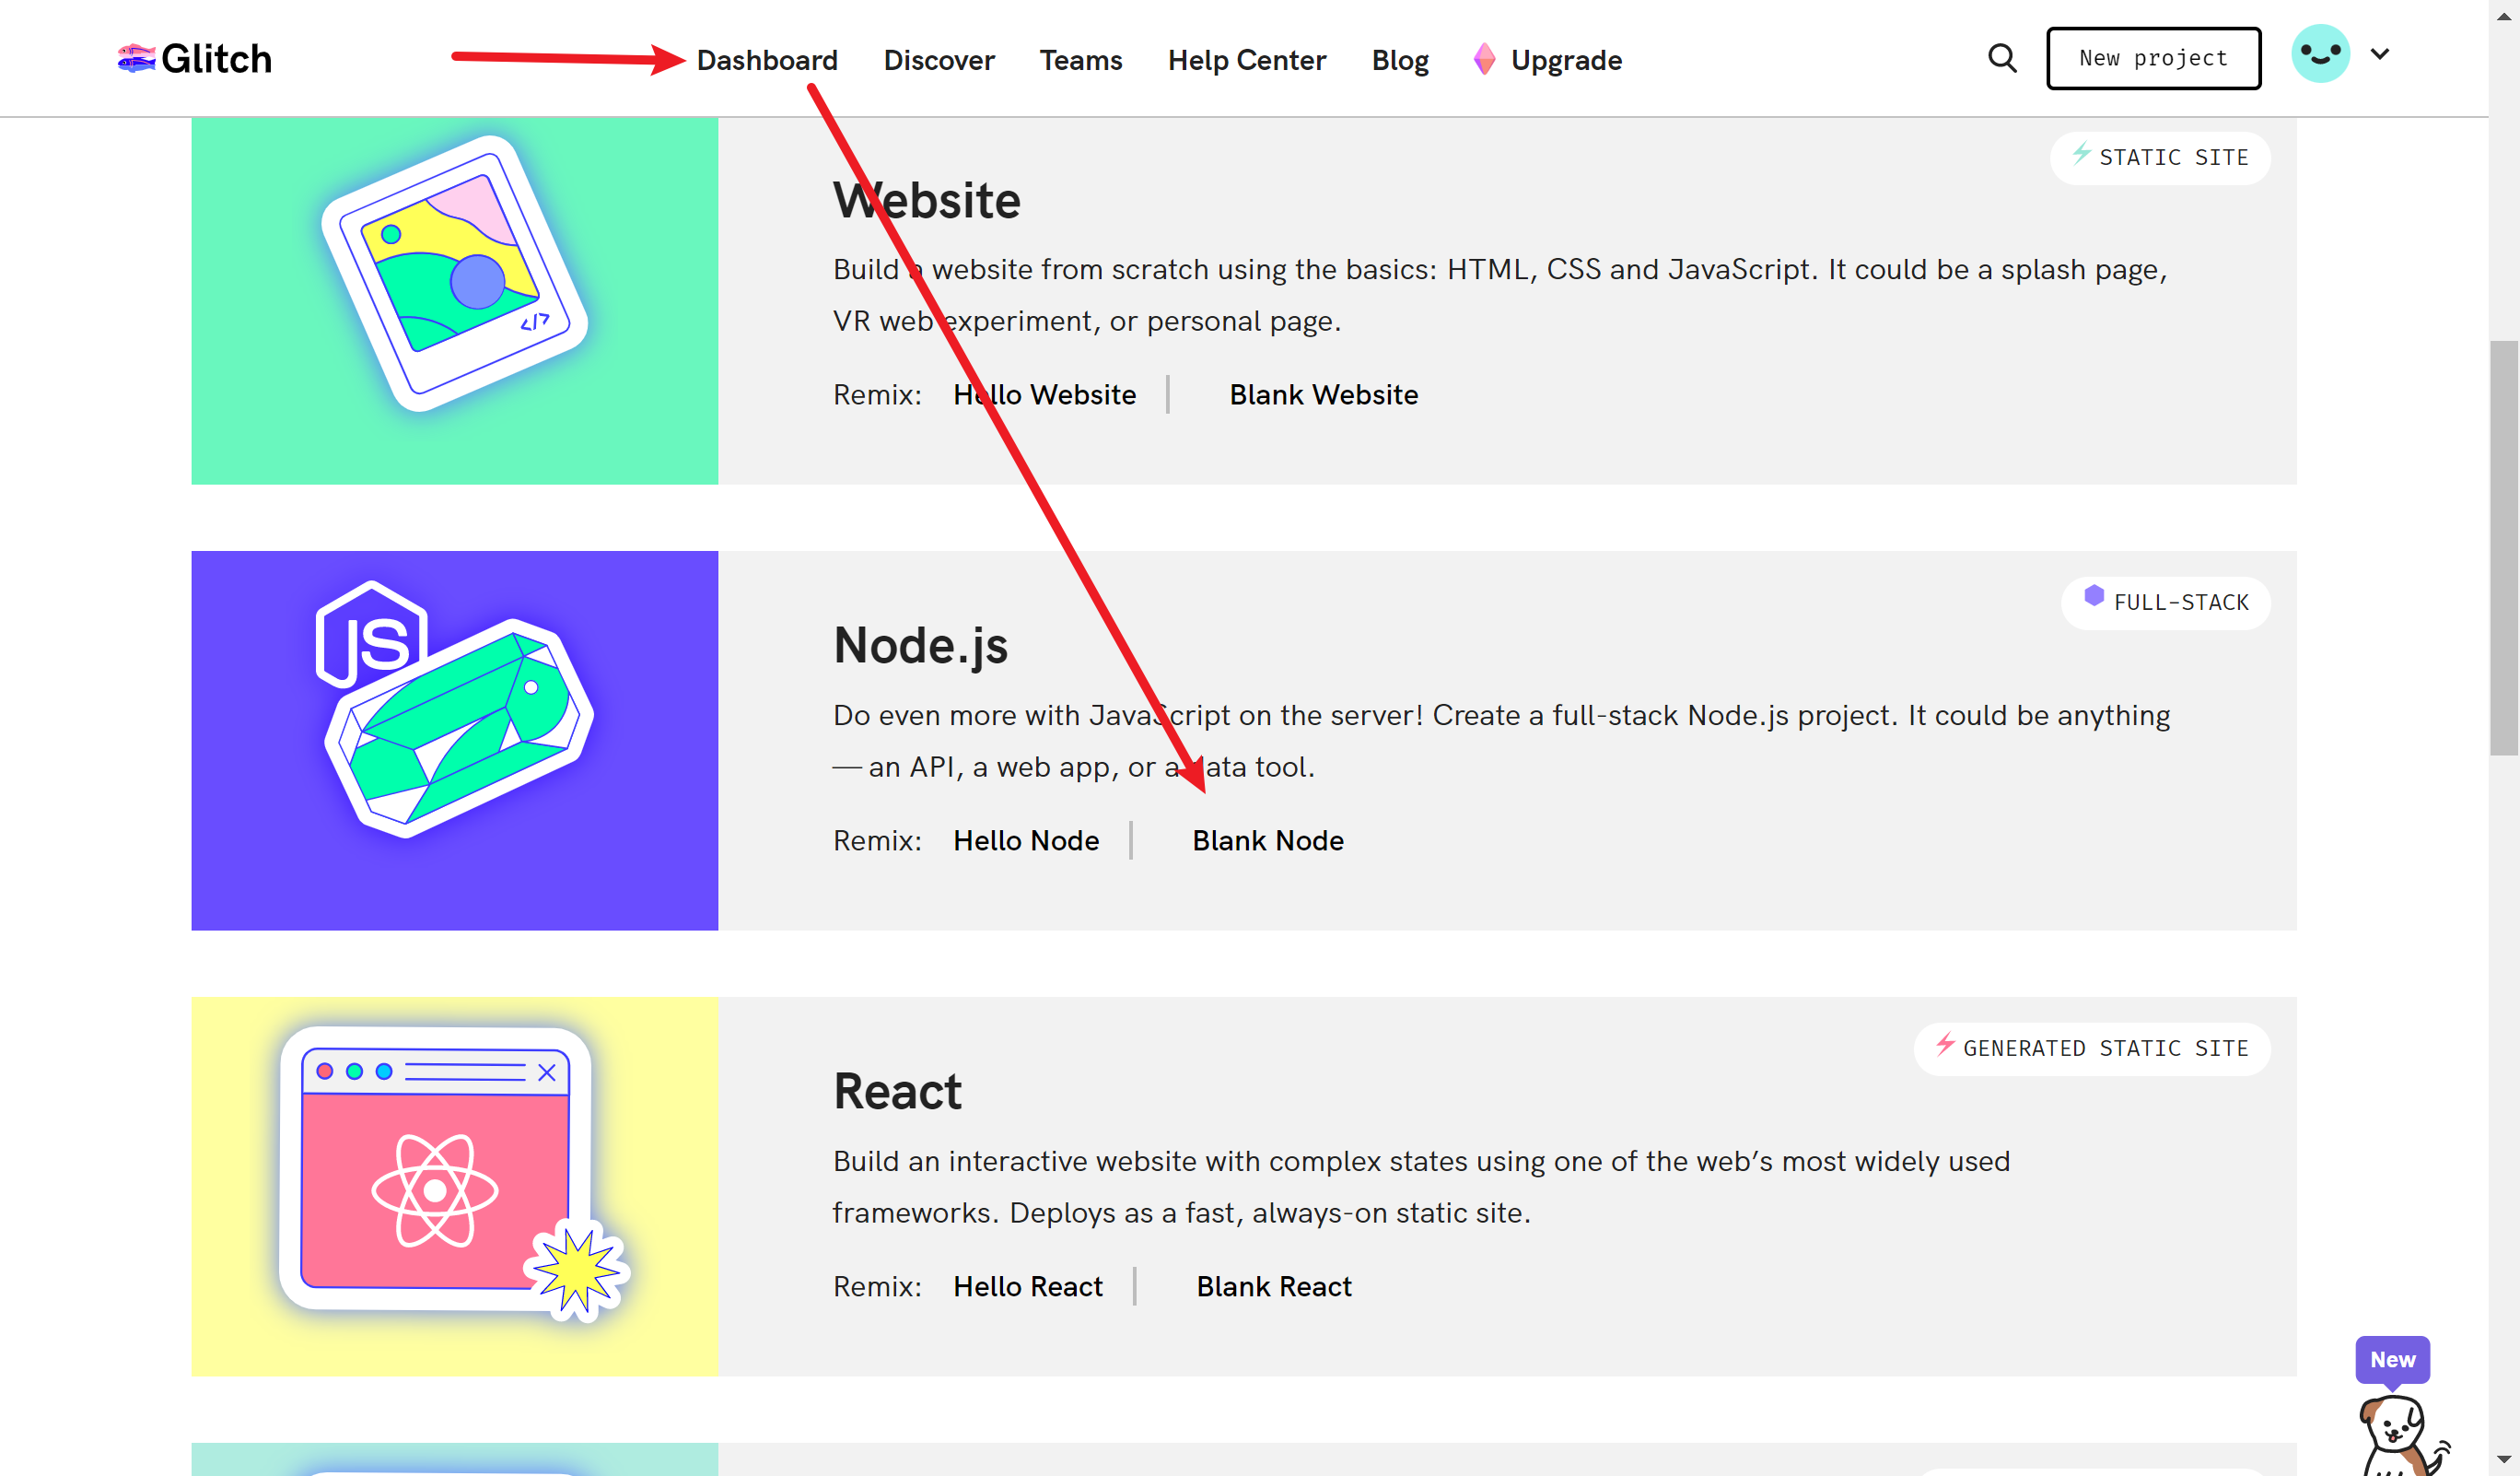 Glitch
Dashboard Discover Teams Help Center Blog Upgrade New project
STATIC SITE
Website
Build a website from scratch using the basics: HTML, CSS and JavaScript. It could be a splash page,
VR web experiment, or personal page.
Remix: Hello Website | Blank Website
JS
</>
FULL-STACK
Node.js
Do even more with JavaScript on the server! Create a full-stack Node.js project. It could be anything
— an API, a web app, or a data tool.
Remix: Hello Node | Blank Node
GENERATED STATIC SITE
React
Build an interactive website with complex states using one of the web’s most widely used
frameworks. Deploys as a fast, always-on static site.
Remix: Hello React | Blank React
New